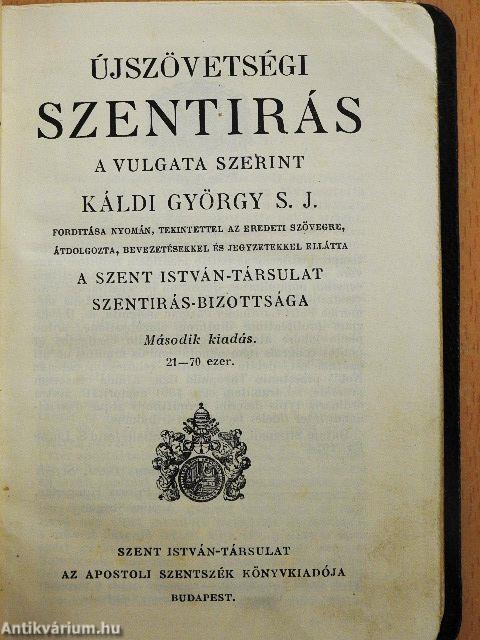 ÚJSZÖVETSÉGI
SZENTIRÁS
A VULGATA SZERINT
KÁLDI GYÖRGY S. J.
FORDITÁSA NYOMÁN, TEKINTETTEL AZ EREDETI SZÖVEGRE,
ÁTDOLGOZTA, BEVEZETÉSEKKEL ÉS JEGYZETEKKEL ELLÁTTA
A SZENT ISTVÁN-TÁRSULAT
SZENTIRÁS-BIZOTTSÁGA
Második kiadás.
21—70 ezer.
SZENT ISTVÁN-TÁRSULAT
AZ APOSTOLI SZENTSZÉK KÖNYVKIADÓJA
BUDAPEST.
Antikvárium.hu